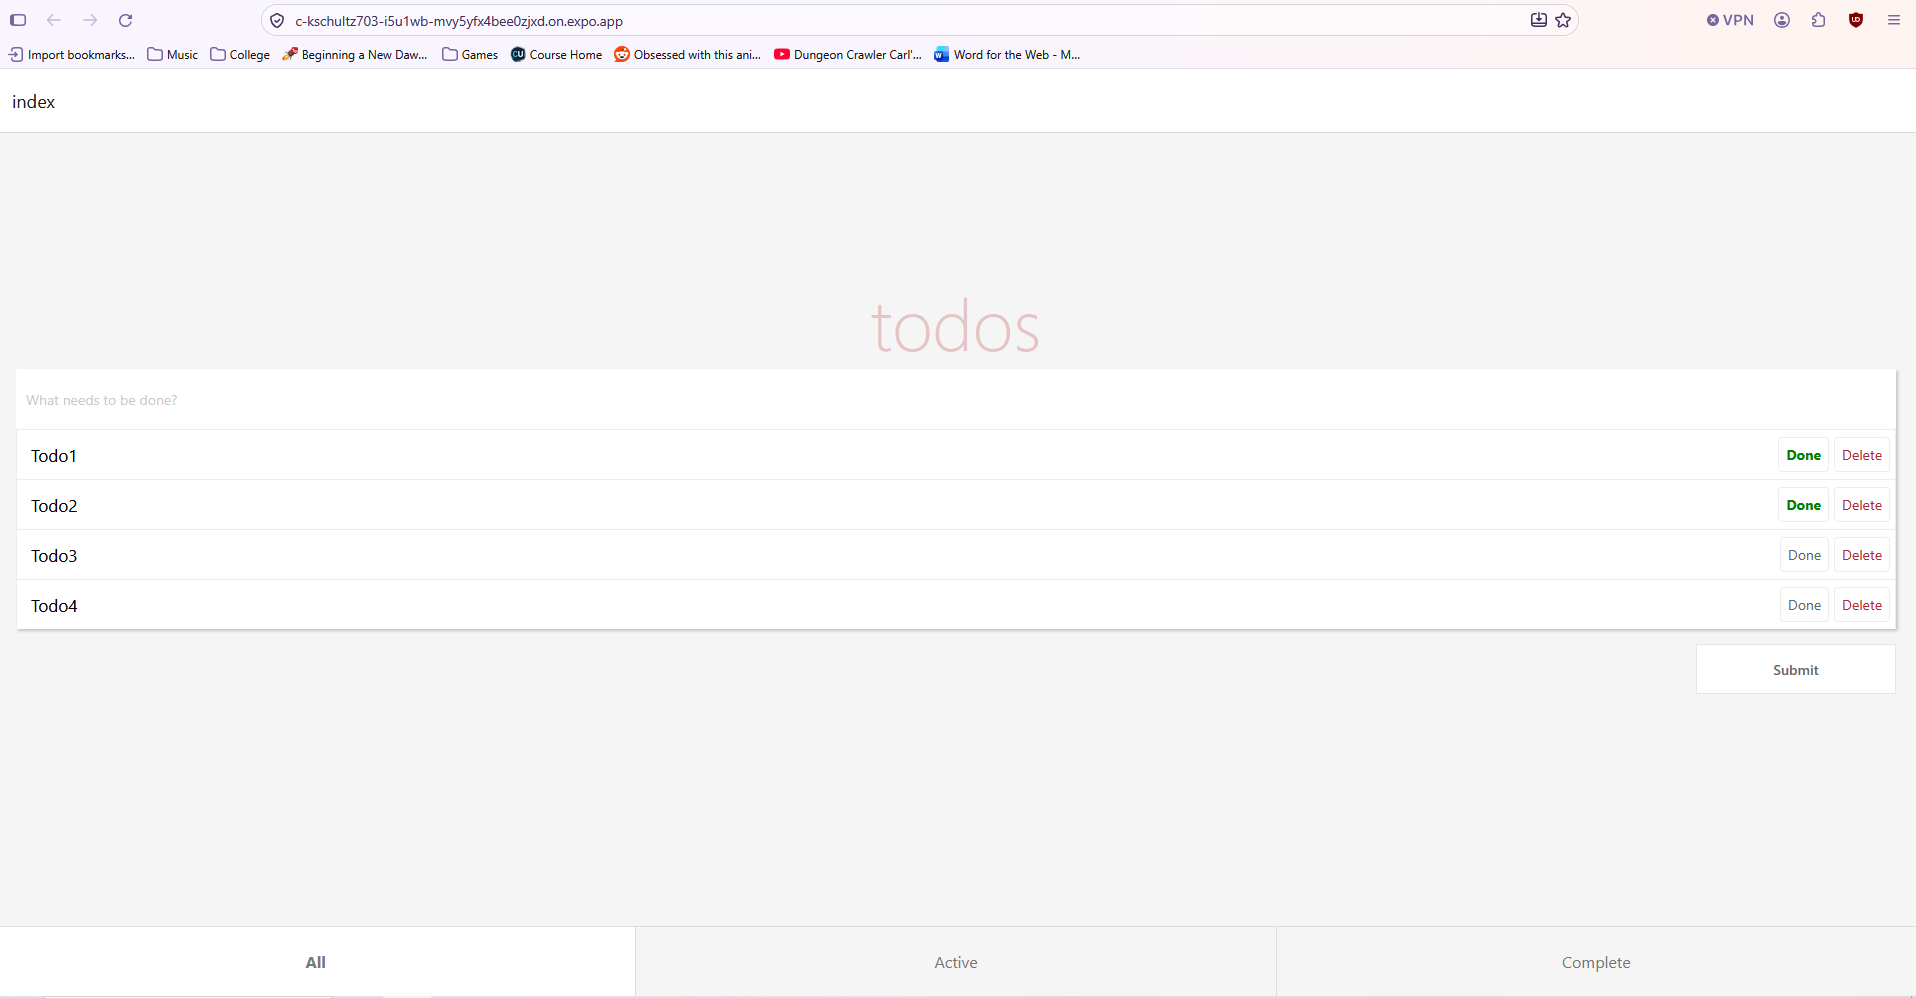 c-kschultz703-i5u1wb-mvy5yfx4bee0zjxd.on.expo.app VPN
Import bookmarks... Music College Beginning a New Daw... Games CU Course Home Obsessed with this ani... Dungeon Crawler Carl'... Word for the Web - M...
index
todos
What needs to be done?
Todo1 Done Delete
Todo2 Done Delete
Todo3 Done Delete
Todo4 Done Delete
Submit
All Active Complete